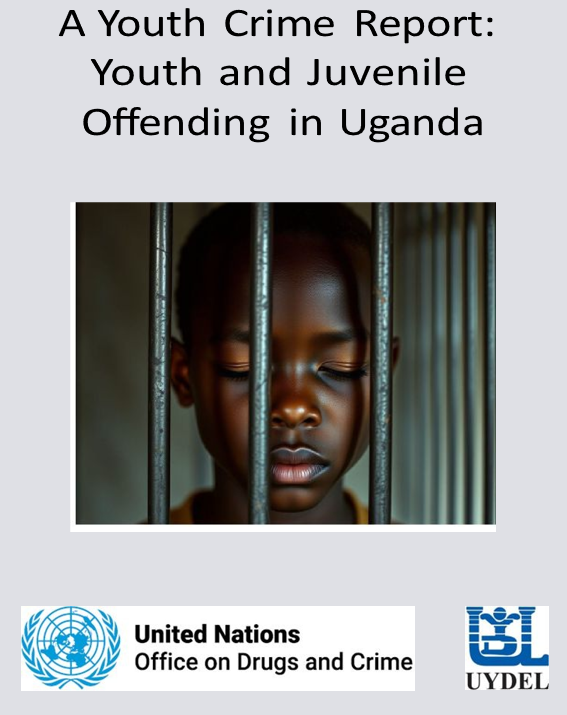 A Youth Crime Report:
Youth and Juvenile
Offending in Uganda
United Nations
Office on Drugs and Crime
UYDEL